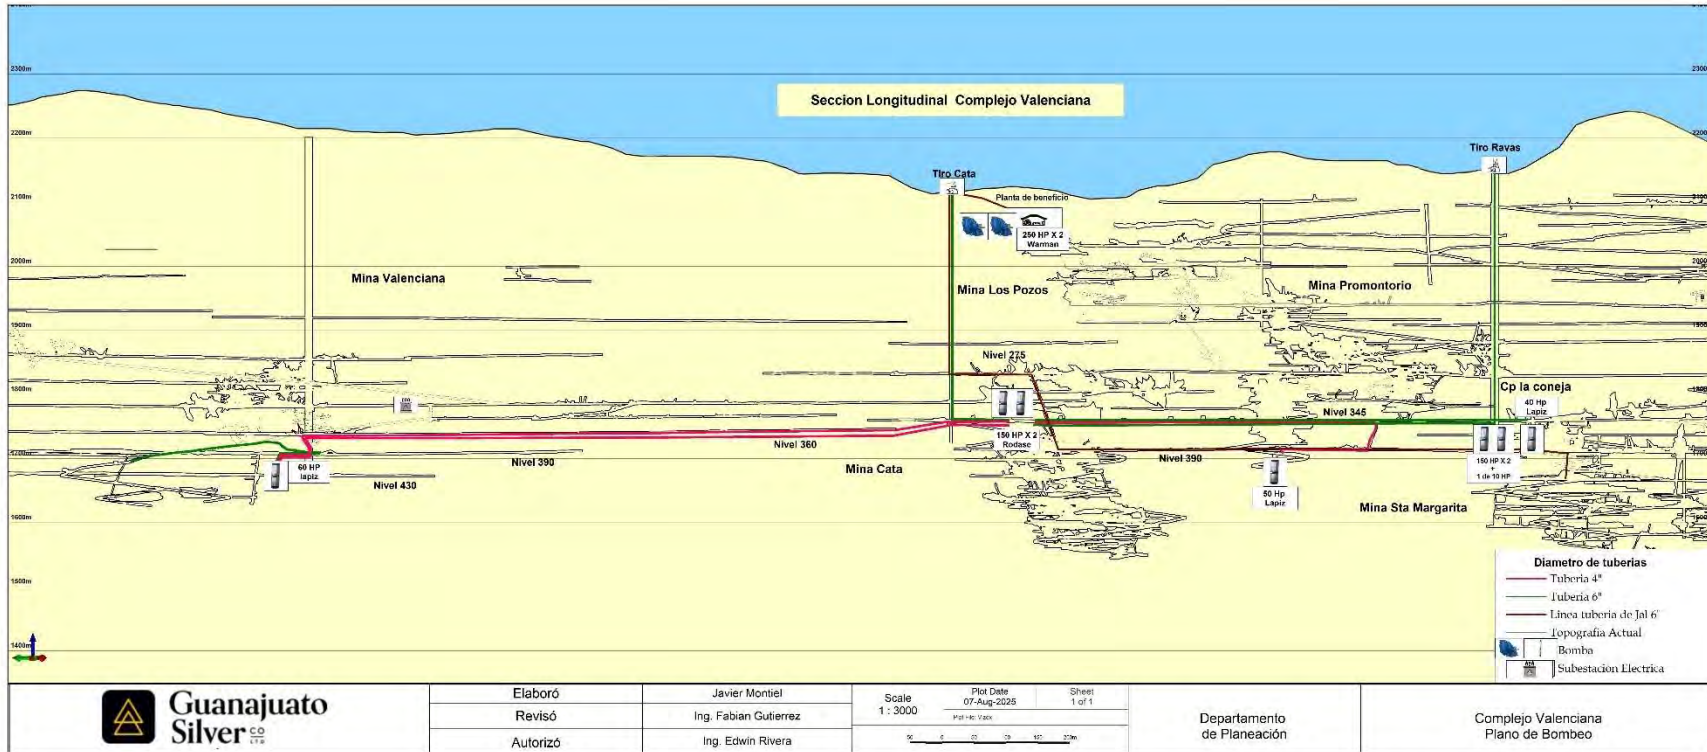 2300m
2300
Seccion Longitudinal Complejo Valenciana
2200m
2200
Tiro Ravas
Tiro Cata
2100m
Planta de beneficio
250 HP X 2
Warman
2000m
2000
Mina Valenciana
Mina Los Pozos
Mina Promontorio
1900m
Nivel 275
1800m
Cp la coneja
40 Hp
Lapiz
Nivel 345
Nivel 360
150 HP X 2
Rodase
Nivel 390
Mina Cata
Nivel 390
60 HP
lapiz
Nivel 430
150 HP X 2
+
1 de 10 HP
50 Hp
Lapiz
Mina Sta Margarita
1600m
1500m
1400m
Diametro de tuberias
Tuberia 4"
Tuberia 6"
Linea tuberia de Jal 6'
Topografia Actual
Bomba
Subestacion Electrica
Guanajuato
Silver CO
LTD
Elaboró
Javier Montiel
Revisó
Ing. Fabian Gutierrez
Autorizó
Ing. Edwin Rivera
Scale
1 : 3000
Plot Date
07-Aug-2025
Sheet
1 of 1
Departamento
de Planeación
Complejo Valenciana
Plano de Bombeo